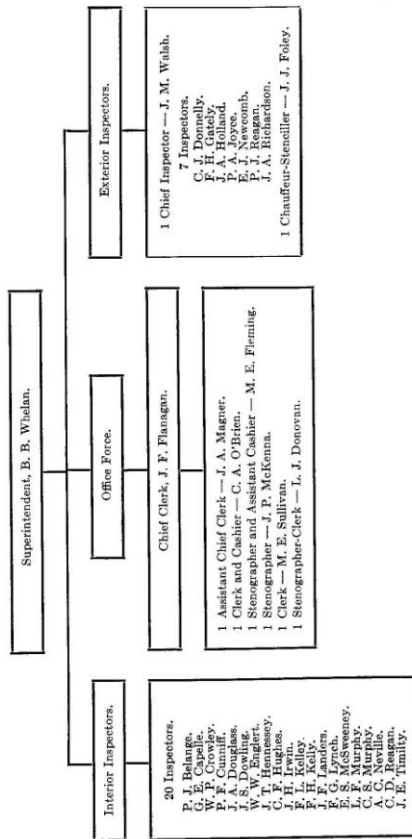 Superintendent, B. B. Whelan.
Interior Inspectors.
20 Inspectors.
P. J. Belange.
G. E. Capelle.
W. P. Crowley.
P. F. Cunniff.
J. A. Douglass.
J. S. Dowling.
W. W. Englert.
J. T. Hennessey.
C. F. Hughes.
J. H. Irwin.
F. L. Kelley.
F. H. Kelly.
J. F. Landers.
F. G. Lynch.
E. S. McSweeney.
L. F. Murphy.
C. S. Murphy.
A. C. Neville.
C. D. Reagan.
J. E. Timilty.
Office Force.
Chief Clerk, J. F. Flanagan.
1 Assistant Chief Clerk — J. A. Magner.
1 Clerk and Cashier — C. A. O'Brien.
1 Stenographer and Assistant Cashier — M. E. Fleming.
1 Stenographer — J. P. McKenna.
1 Clerk — M. E. Sullivan.
1 Stenographer-Clerk — L. J. Donovan.
Exterior Inspectors.
1 Chief Inspector — J. M. Walsh.
7 Inspectors.
C. J. Donnelly.
F. H. Gately.
J. A. Holland.
P. A. Joyce.
E. J. Newcomb.
P. J. Reagan.
J. A. Richardson.
1 Chauffeur-Stenciller — J. J. Foley.